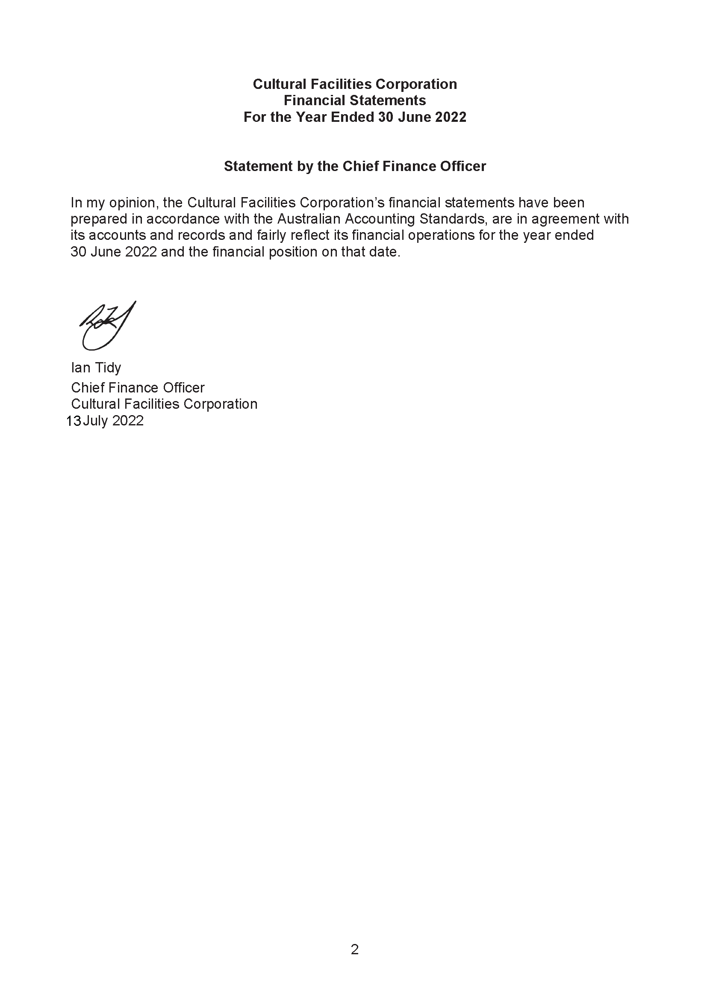 Cultural Facilities Corporation
Financial Statements
For the Year Ended 30 June 2022
Statement by the Chief Finance Officer
In my opinion, the Cultural Facilities Corporation’s financial statements have been
prepared in accordance with the Australian Accounting Standards, are in agreement with
its accounts and records and fairly reflect its financial operations for the year ended
30 June 2022 and the financial position on that date.
Ian Tidy
Chief Finance Officer
Cultural Facilities Corporation
13 July 2022
2